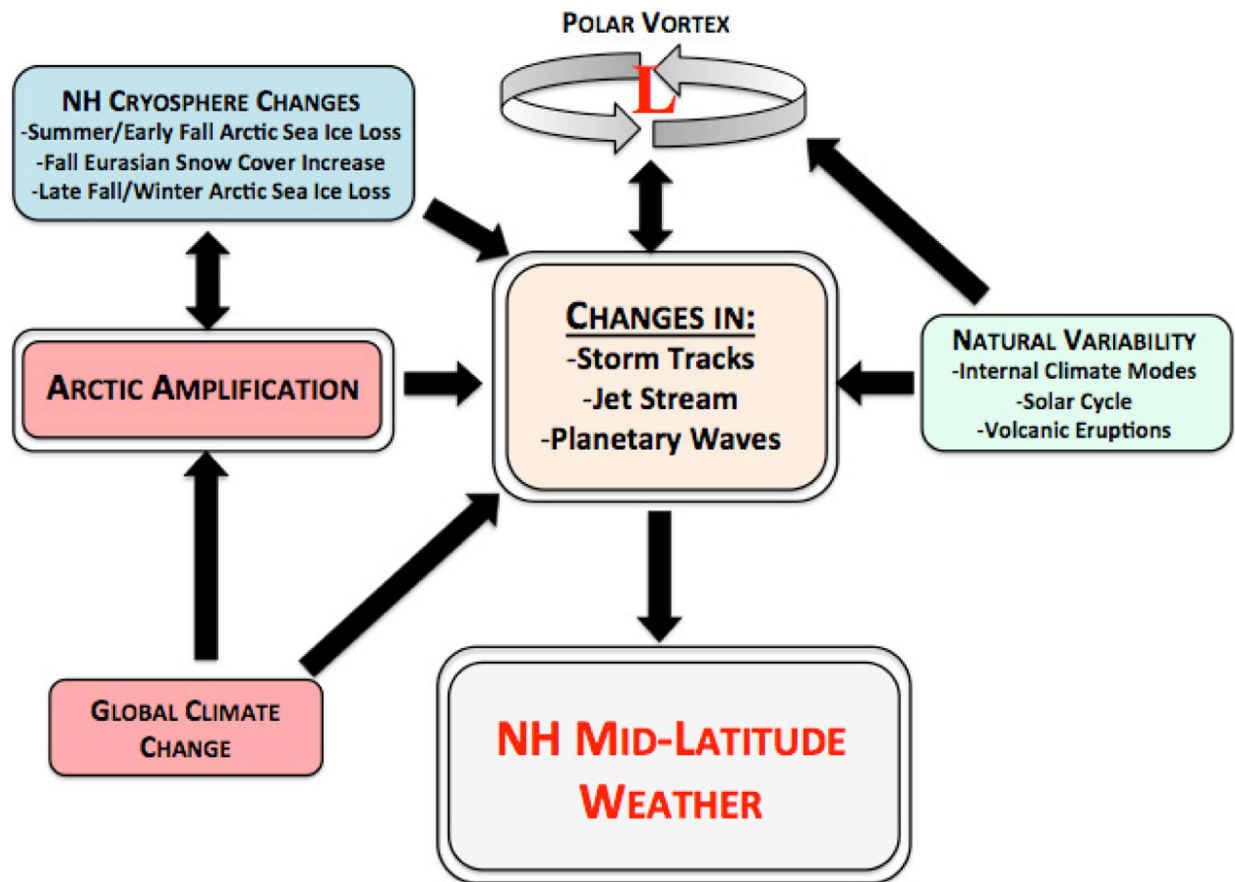 POLAR VORTEX
L
NH CRYOSPHERE CHANGES
-Summer/Early Fall Arctic Sea Ice Loss
-Fall Eurasian Snow Cover Increase
-Late Fall/Winter Arctic Sea Ice Loss
CHANGES IN:
-Storm Tracks
-Jet Stream
-Planetary Waves
ARCTIC AMPLIFICATION
NATURAL VARIABILITY
-Internal Climate Modes
-Solar Cycle
-Volcanic Eruptions
GLOBAL CLIMATE
CHANGE
NH MID-LATITUDE
WEATHER